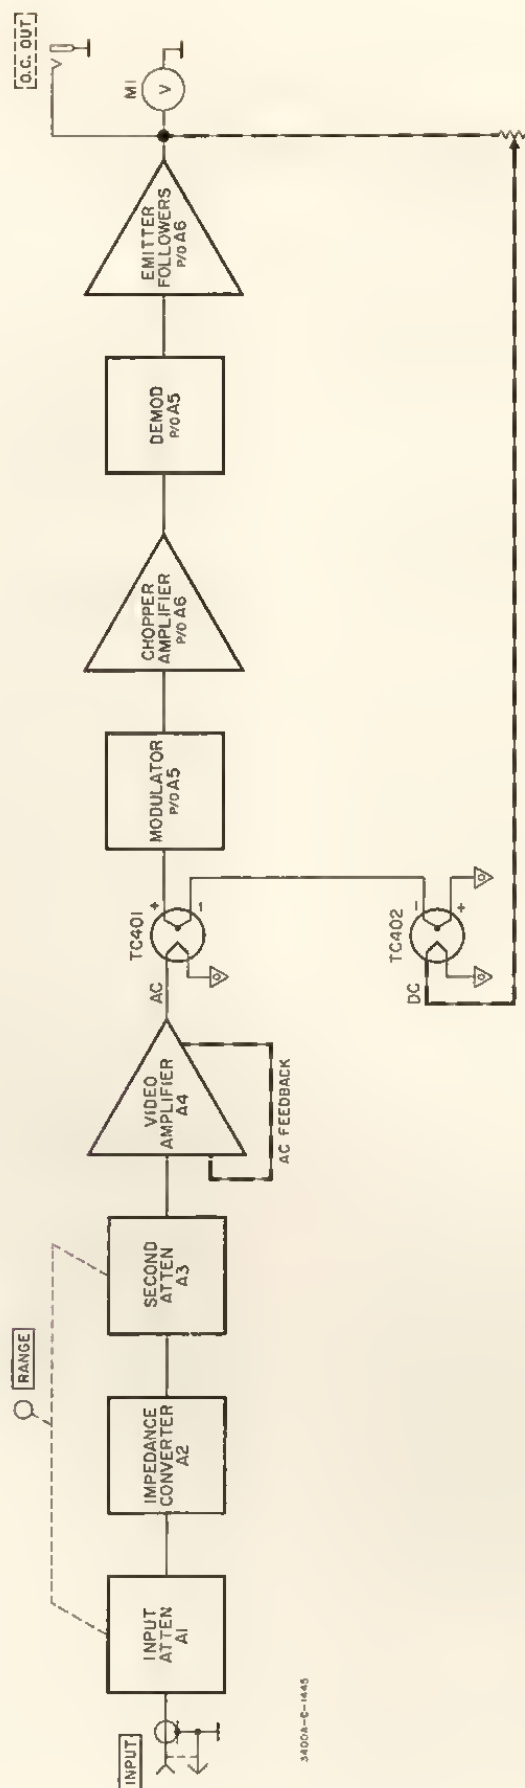 INPUT
INPUT
ATTEN
A1
IMPEDANCE
CONVERTER
A2
RANGE
SECOND
ATTEN
A3
VIDEO
AMPLIFIER
A4
AC FEEDBACK
AC
TC401
+
-
DC
TC402
-
+
MODULATOR
P/O A5
CHOPPER
AMPLIFIER
P/O A6
DEMOD
P/O A5
EMITTER
FOLLOWERS
P/O A6
M1
V
D.C. OUT
3400A-C-1445